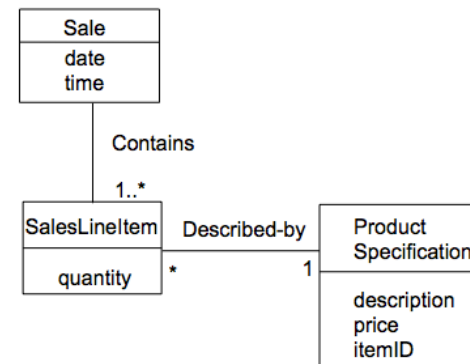 Sale
date
time
Contains
1..*
SalesLineItem
quantity
Described-by
*
1
Product
Specification
description
price
itemID